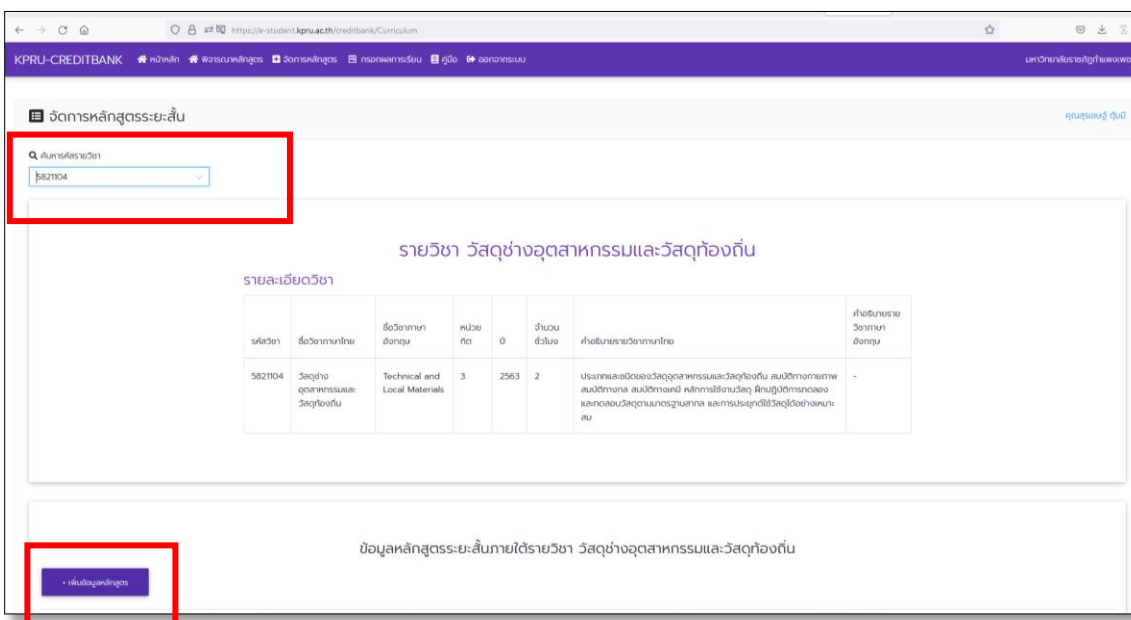 https://e-student.kpru.ac.th/creditbank/Curriculum
KPRU-CREDITBANK หน้าหลัก พิจารณาหลักสูตร จัดการหลักสูตร กรอกผลการเรียน คู่มือ ออกจากระบบ มหาวิทยาลัยราชภัฏกำแพงเพช
จัดการหลักสูตรระยะสั้น คุณสุรเชษฐ์ ตุ้มมี
ค้นหารหัสรายวิชา
5821104
รายวิชา วัสดุช่างอุตสาหกรรมและวัสดุท้องถิ่น
รายละเอียดวิชา
รหัสวิชา ชื่อวิชาภาษาไทย ชื่อวิชาภาษาอังกฤษ หน่วยกิต ปี จำนวนชั่วโมง คำอธิบายรายวิชาภาษาไทย คำอธิบายรายวิชาภาษาอังกฤษ
5821104 วัสดุช่างอุตสาหกรรมและวัสดุท้องถิ่น Technical and Local Materials 3 2563 2 ประเภทและชนิดของวัสดุอุตสาหกรรมและวัสดุท้องถิ่น สมบัติทางกายภาพ -
สมบัติทางกล สมบัติทางเคมี หลักการใช้งานวัสดุ ฝึกปฏิบัติการทดลอง
และทดสอบวัสดุตามมาตรฐานสากล และการประยุกต์ใช้วัสดุได้อย่างเหมาะ
สม
ข้อมูลหลักสูตรระยะสั้นภายใต้รายวิชา วัสดุช่างอุตสาหกรรมและวัสดุท้องถิ่น
+ เพิ่มข้อมูลหลักสูตร